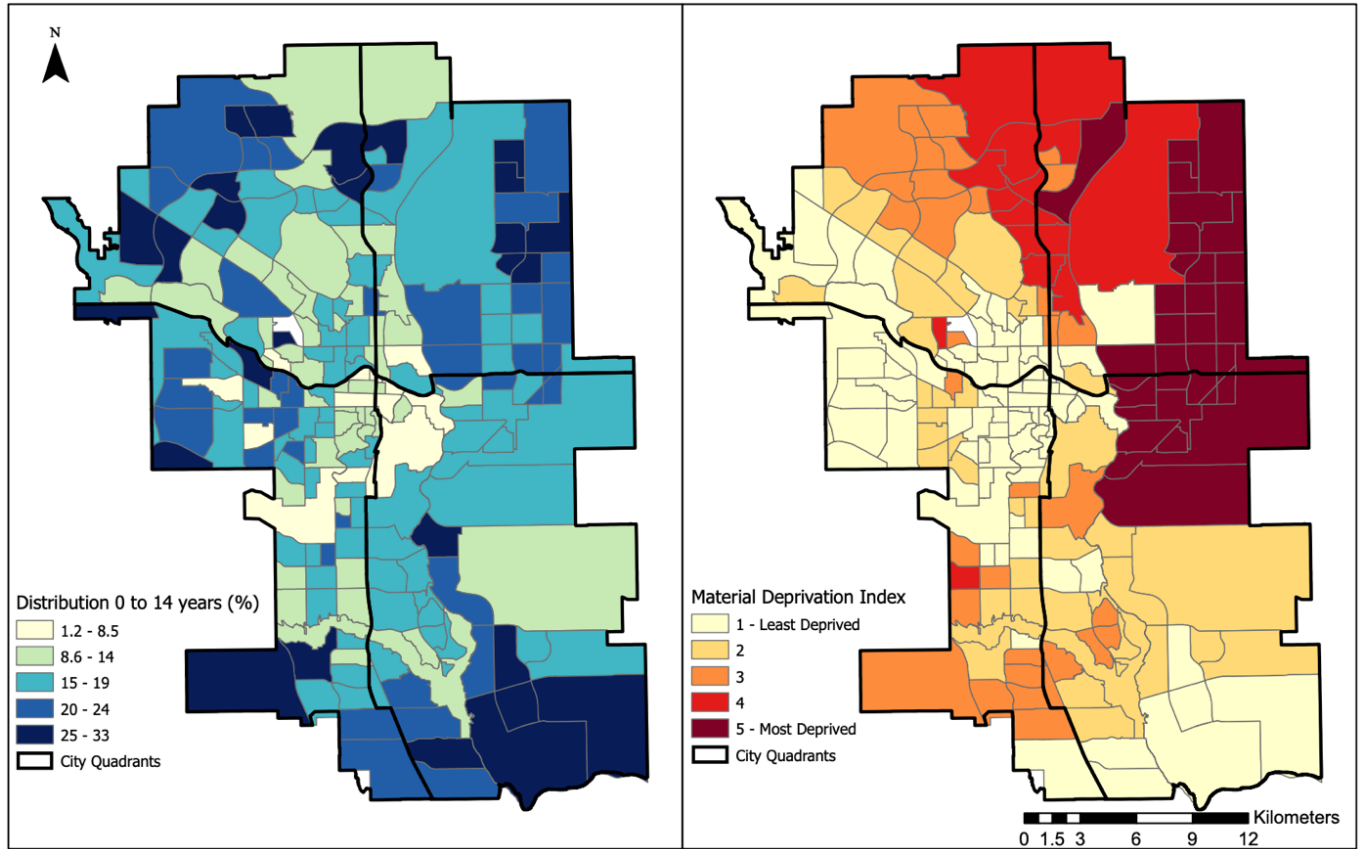 N
Distribution 0 to 14 years (%)
1.2 - 8.5
8.6 - 14
15 - 19
20 - 24
25 - 33
City Quadrants
Material Deprivation Index
1 - Least Deprived
2
3
4
5 - Most Deprived
City Quadrants
Kilometers
0 1.5 3 6 9 12